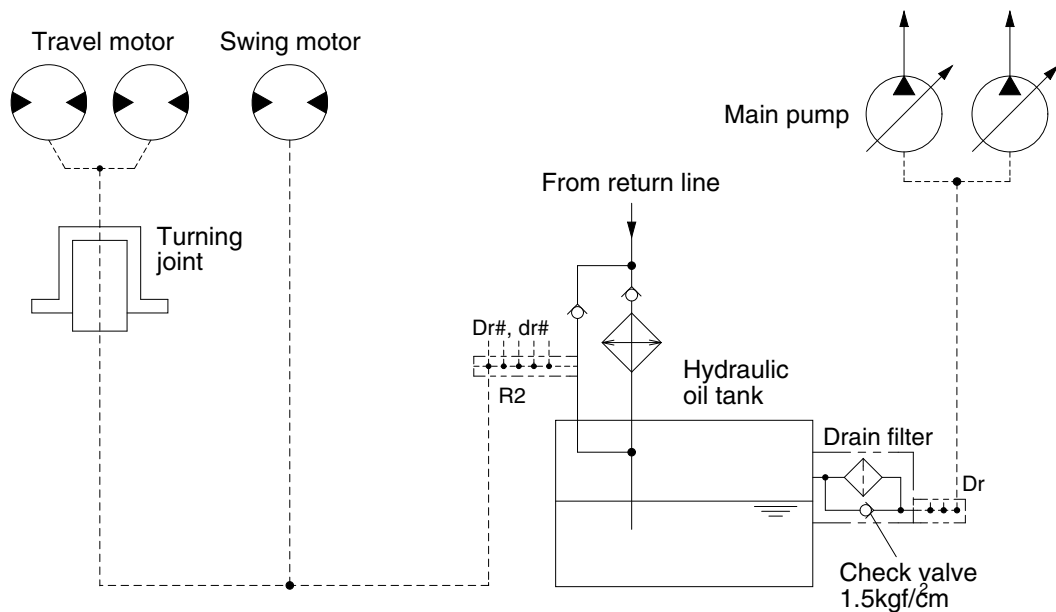 Travel motor
Swing motor
Main pump
From return line
Turning
joint
Dr#, dr#
R2
Hydraulic
oil tank
Drain filter
Dr
Check valve
1.5kgf/cm2